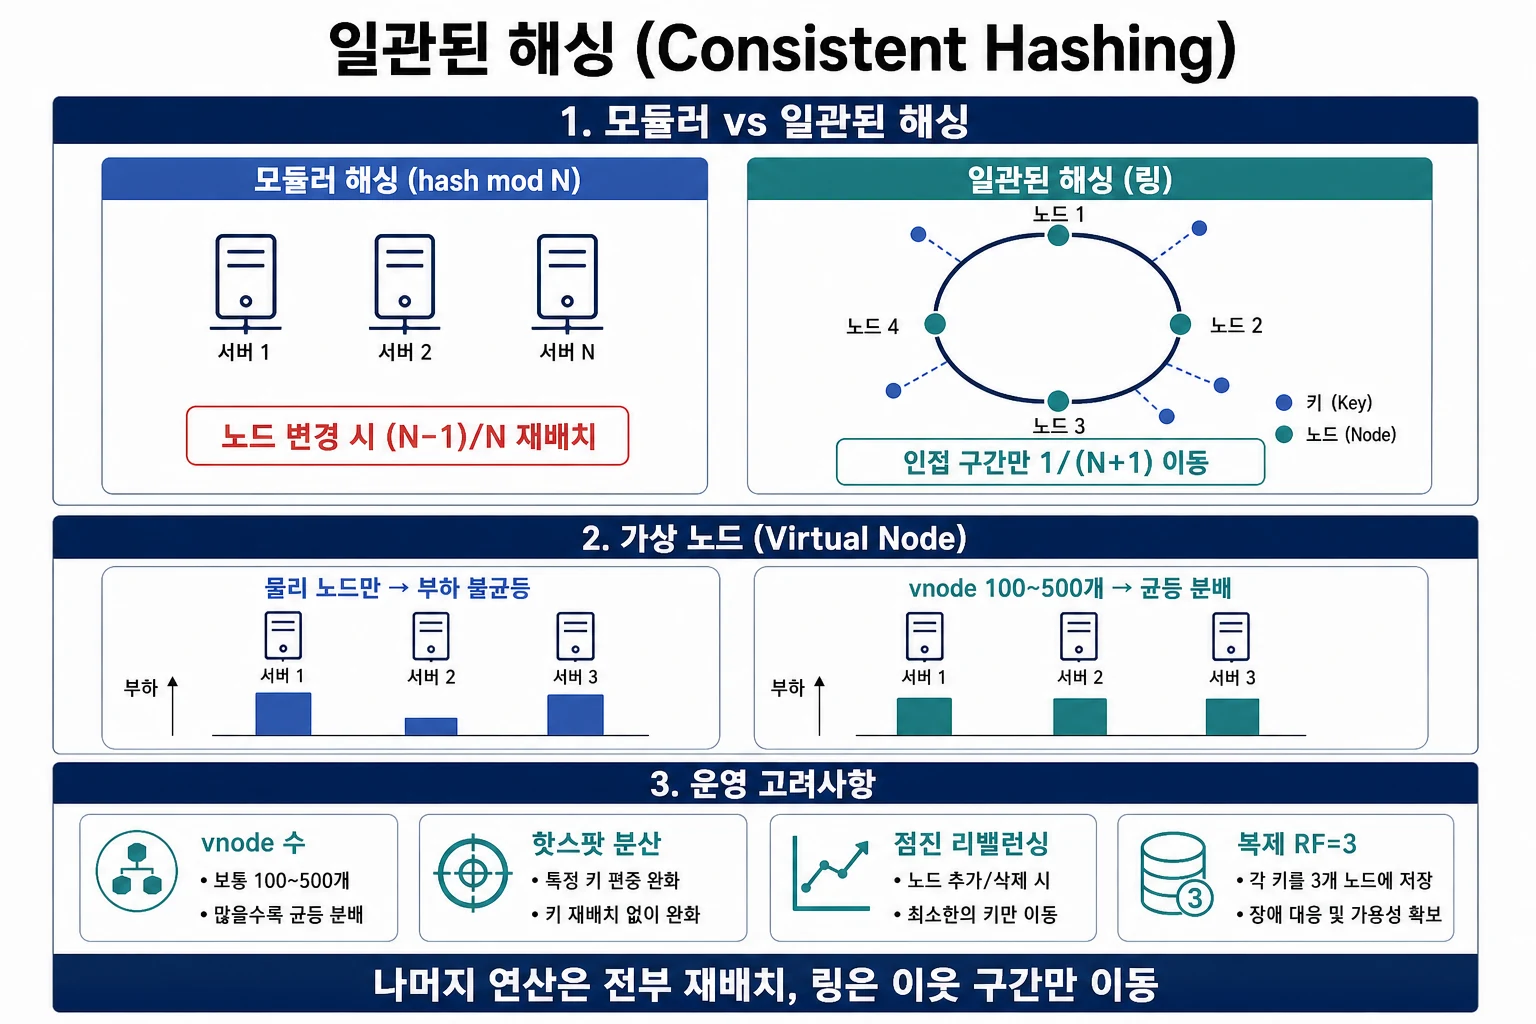 일관된 해싱 (Consistent Hashing)
1. 모듈러 vs 일관된 해싱
모듈러 해싱 (hash mod N)
서버 1
서버 2
서버 N
노드 변경 시 (N−1)/N 재배치
일관된 해싱 (링)
노드 1
노드 4
노드 2
노드 3
키 (Key)
노드 (Node)
인접 구간만 1/(N+1) 이동
2. 가상 노드 (Virtual Node)
물리 노드만 → 부하 불균등
서버 1
서버 2
서버 3
부하
vnode 100~500개 → 균등 분배
서버 1
서버 2
서버 3
부하
3. 운영 고려사항
vnode 수
• 보통 100~500개
• 많을수록 균등 분배
핫스팟 분산
• 특정 키 편중 완화
• 키 재배치 없이 완화
점진 리밸런싱
• 노드 추가/삭제 시
• 최소한의 키만 이동
3
복제 RF=3
• 각 키를 3개 노드에 저장
• 장애 대응 및 가용성 확보
나머지 연산은 전부 재배치, 링은 이웃 구간만 이동